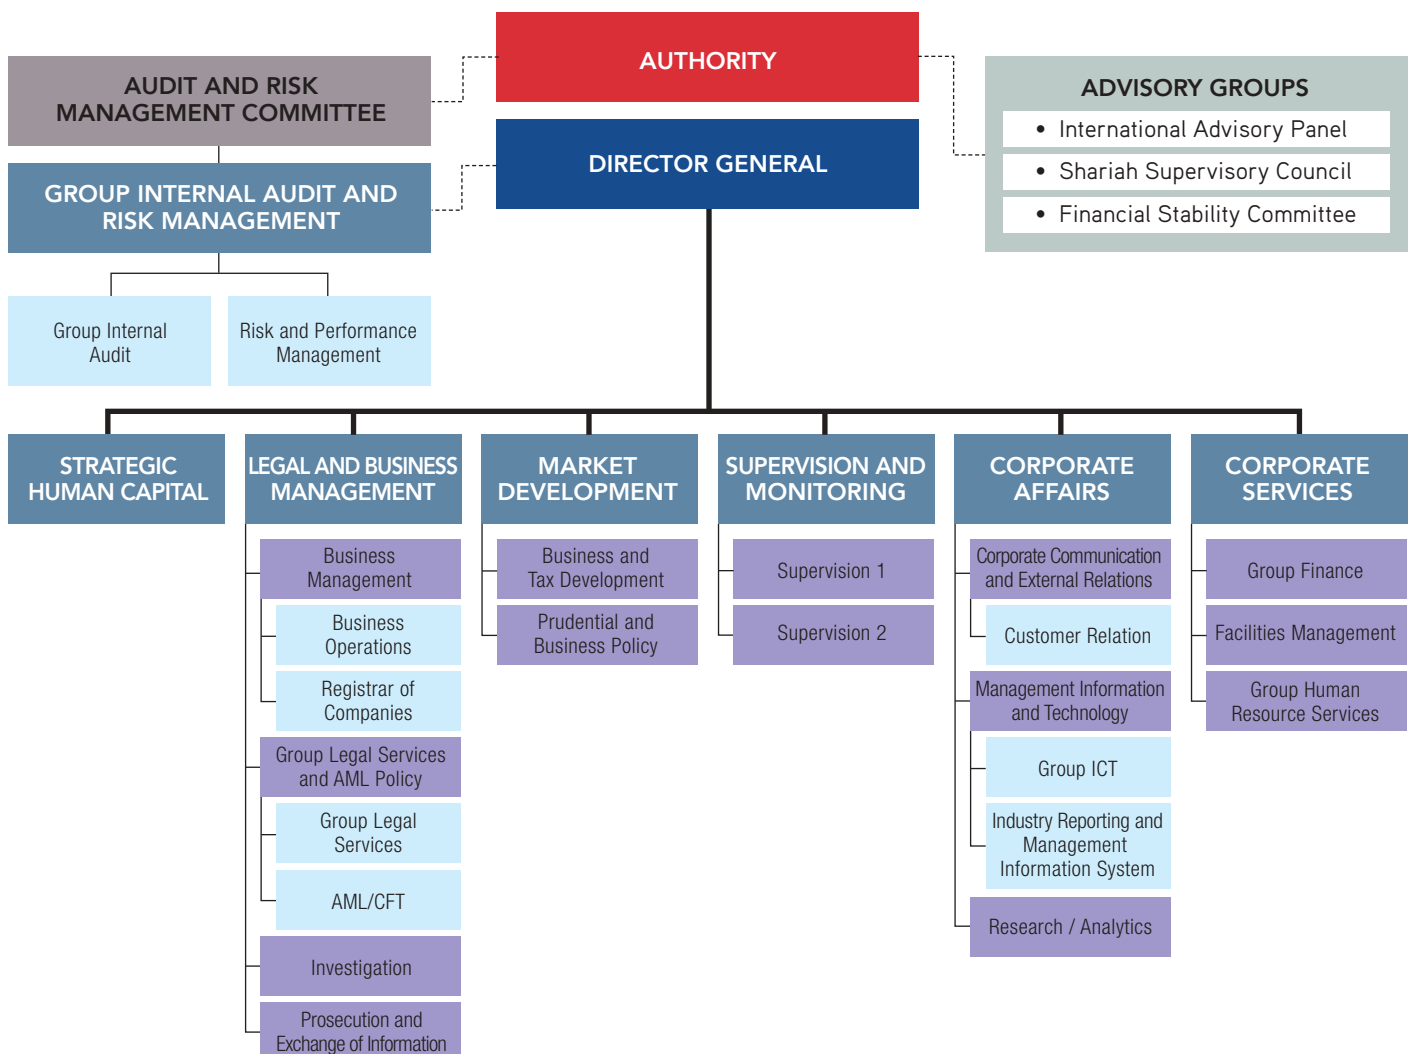 AUTHORITY
AUDIT AND RISK
MANAGEMENT COMMITTEE
ADVISORY GROUPS
• International Advisory Panel
• Shariah Supervisory Council
• Financial Stability Committee
DIRECTOR GENERAL
GROUP INTERNAL AUDIT AND
RISK MANAGEMENT
Group Internal
Audit
Risk and Performance
Management
STRATEGIC
HUMAN CAPITAL
LEGAL AND BUSINESS
MANAGEMENT
Business
Management
Business
Operations
Registrar of
Companies
Group Legal Services
and AML Policy
Group Legal
Services
AML/CFT
Investigation
Prosecution and
Exchange of Information
MARKET
DEVELOPMENT
Business and
Tax Development
Prudential and
Business Policy
SUPERVISION AND
MONITORING
Supervision 1
Supervision 2
CORPORATE
AFFAIRS
Corporate Communication
and External Relations
Customer Relation
Management Information
and Technology
Group ICT
Industry Reporting and
Management
Information System
Research / Analytics
CORPORATE
SERVICES
Group Finance
Facilities Management
Group Human
Resource Services